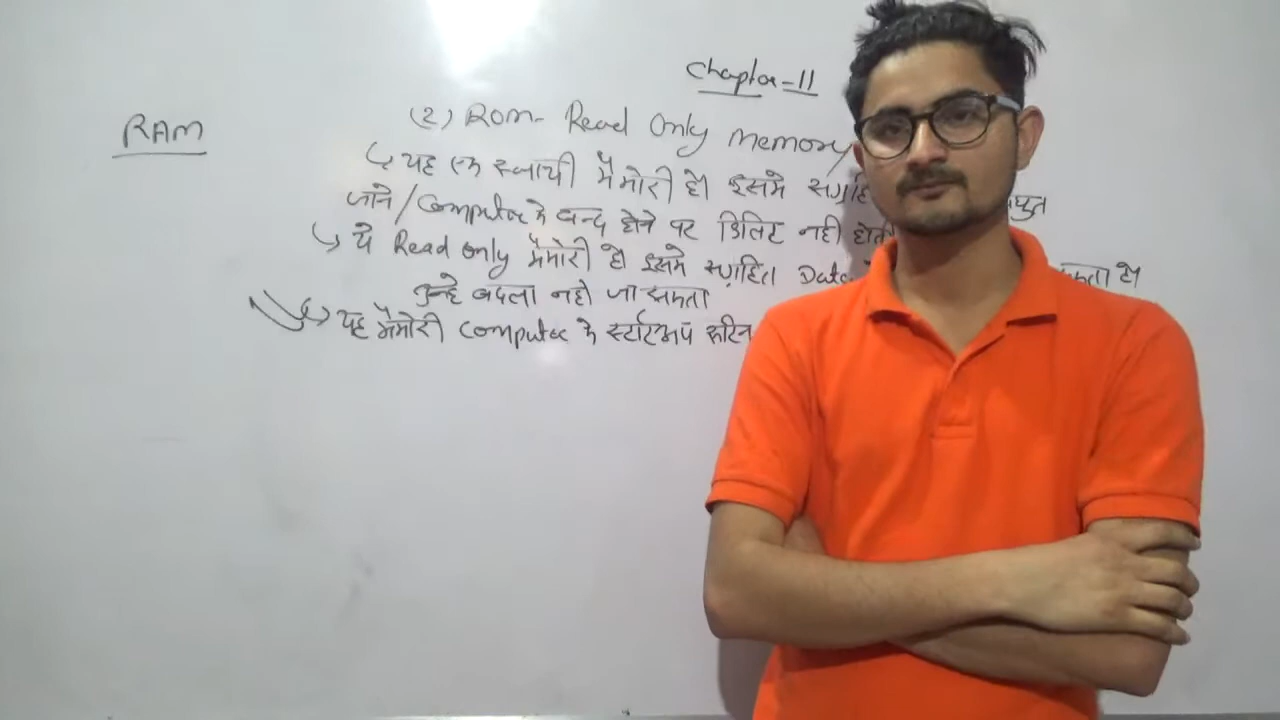 Chapter-11
RAM
(2) ROM- Read Only memory
यह एक स्थायी मैमोरी है। इसमे
जाने/Computer के बन्द होने पर डिलिट नही
ये Read only मैमोरी है इसमे स्ग्रहित Data
उन्हे बदला नही जा सकता
यह मैमोरी Computer के स्टार्टअप रूटिन